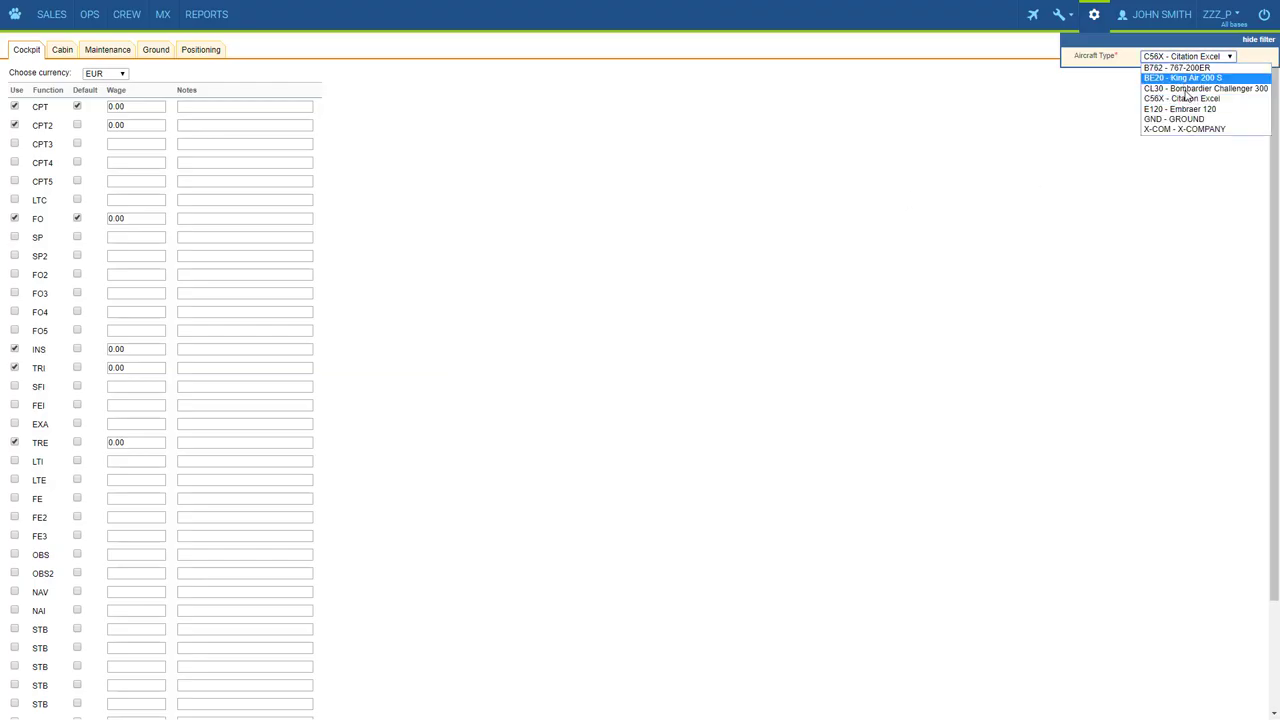 SALES OPS CREW MX REPORTS JOHN SMITH ZZZ_P
All bases
hide filter
Cockpit Cabin Maintenance Ground Positioning
Aircraft Type* C56X - Citation Excel
B762 - 767-200ER
BE20 - King Air 200 S
CL30 - Bombardier Challenger 300
C56X - Citation Excel
E120 - Embraer 120
GND - GROUND
X-COM - X-COMPANY
Choose currency: EUR
Use Function Default Wage Notes
CPT 0.00
CPT2 0.00
CPT3
CPT4
CPT5
LTC
FO 0.00
SP
SP2
FO2
FO3
FO4
FO5
INS 0.00
TRI 0.00
SFI
FEI
EXA
TRE 0.00
LTI
LTE
FE
FE2
FE3
OBS
OBS2
NAV
NAI
STB
STB
STB
STB
STB